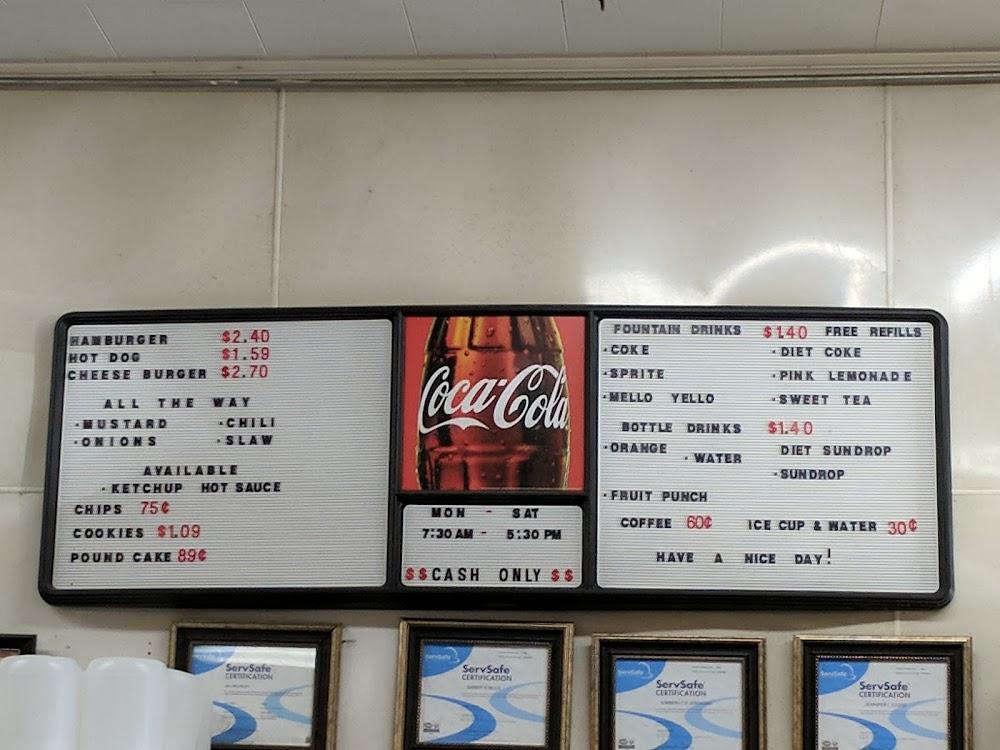 HAMBURGER $2.40
HOT DOG $1.59
CHEESE BURGER $2.70
ALL THE WAY
·MUSTARD ·CHILI
·ONIONS ·SLAW
AVAILABLE
·KETCHUP HOT SAUCE
CHIPS 75¢
COOKIES $1.09
POUND CAKE 89¢
Coca-Cola
MON - SAT
7:30 AM - 5:30 PM
$$CASH ONLY $$
FOUNTAIN DRINKS $1.40 FREE REFILLS
·COKE ·DIET COKE
·SPRITE ·PINK LEMONADE
·MELLO YELLO ·SWEET TEA
BOTTLE DRINKS $1.40
·ORANGE ·WATER DIET SUNDROP
·SUNDROP
·FRUIT PUNCH
COFFEE 60¢ ICE CUP & WATER 30¢
HAVE A NICE DAY!
ServSafe
CERTIFICATION
ServSafe
ServSafe
CERTIFICATION
ServSafe
ServSafe
CERTIFICATION
ServSafe
ServSafe
CERTIFICATION